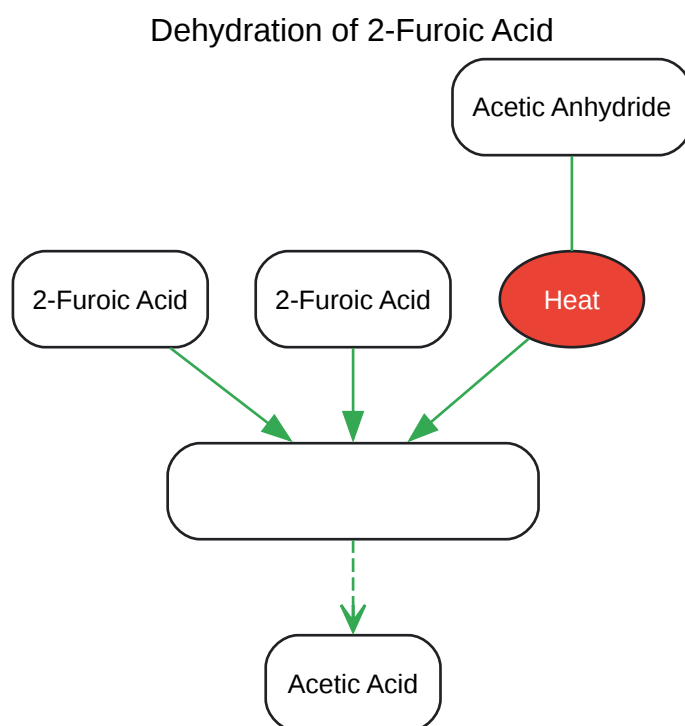 Dehydration of 2-Furoic Acid
Acetic Anhydride
2-Furoic Acid
2-Furoic Acid
Heat
Acetic Acid